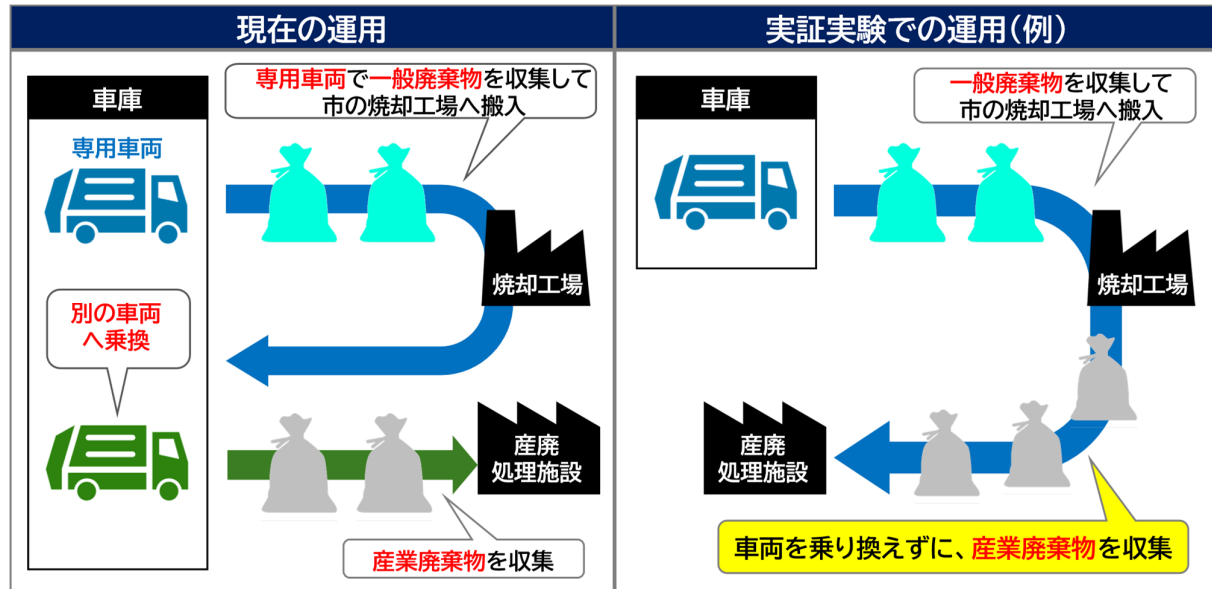 現在の運用
車庫
専用車両
専用車両で一般廃棄物を収集して
市の焼却工場へ搬入
焼却工場
別の車両
へ乗換
産廃
処理施設
産業廃棄物を収集
実証実験での運用(例)
車庫
一般廃棄物を収集して
市の焼却工場へ搬入
焼却工場
産廃
処理施設
車両を乗り換えずに、産業廃棄物を収集